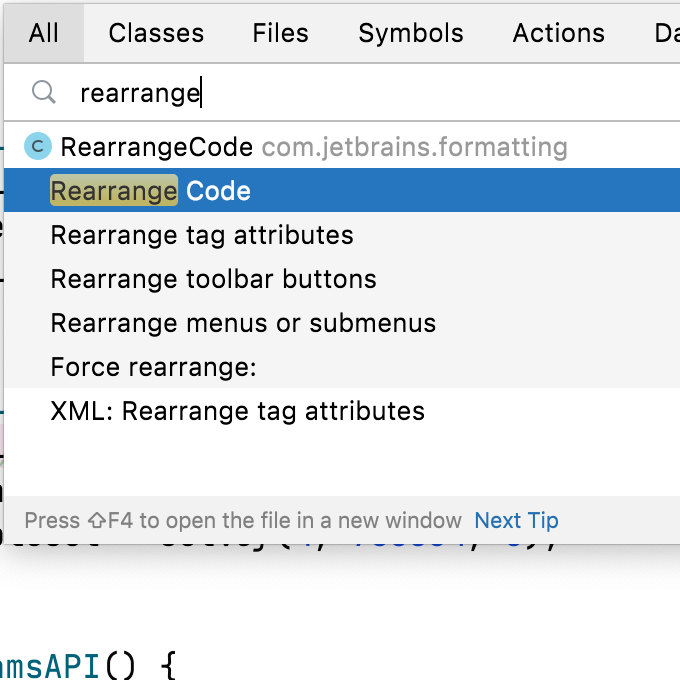 All Classes Files Symbols Actions
rearrange
C RearrangeCode com.jetbrains.formatting
Rearrange Code
Rearrange tag attributes
Rearrange toolbar buttons
Rearrange menus or submenus
Force rearrange:
XML: Rearrange tag attributes
Press ⇧F4 to open the file in a new window Next Tip
amsAPI() {